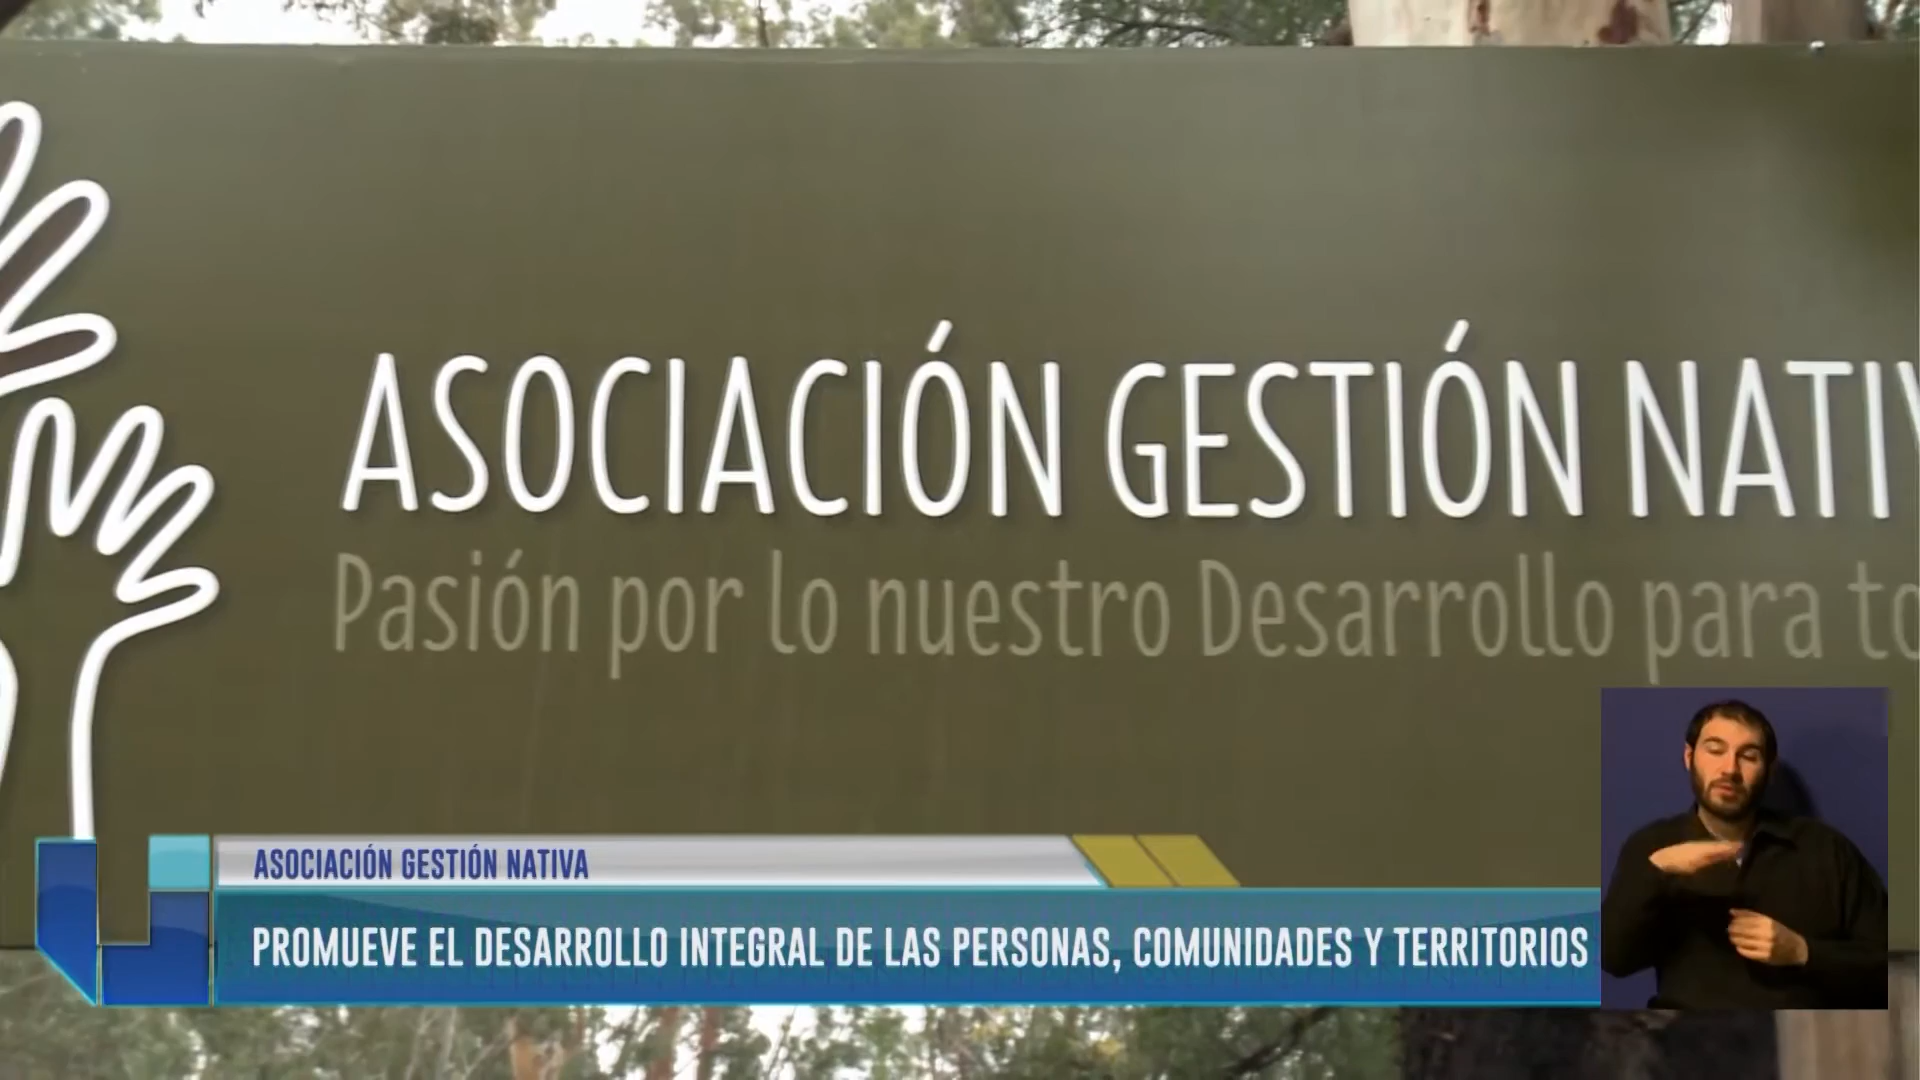 ASOCIACIÓN GESTIÓN NATIV
Pasión por lo nuestro Desarrollo para to
ASOCIACIÓN GESTIÓN NATIVA
PROMUEVE EL DESARROLLO INTEGRAL DE LAS PERSONAS, COMUNIDADES Y TERRITORIOS